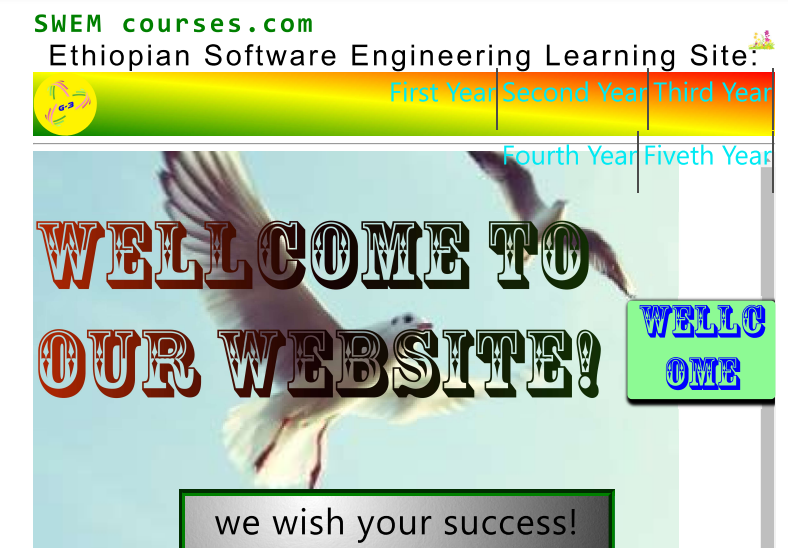 SWEM courses.com
Ethiopian Software Engineering Learning Site:
G-3
First Year Second Year Third Year
Fourth Year Fiveth Year
WELLCOME TO
OUR WEBSITE!
WELLC
OME
we wish your success!